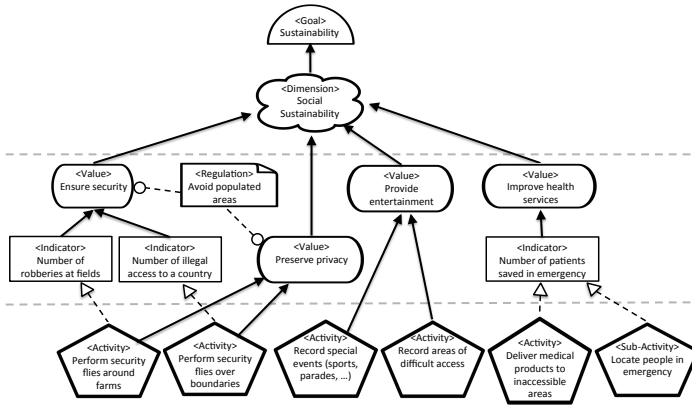 <Goal>
Sustainability
<Dimension>
Social
Sustainability
<Value>
Ensure security
<Regulation>
Avoid populated
areas
<Value>
Provide
entertainment
<Value>
Improve health
services
<Indicator>
Number of
robberies at fields
<Indicator>
Number of illegal
access to a country
<Value>
Preserve privacy
<Indicator>
Number of patients
saved in emergency
<Activity>
Perform security
flies around
farms
<Activity>
Perform security
flies over
boundaries
<Activity>
Record special
events (sports,
parades, ...)
<Activity>
Record areas of
difficult access
<Activity>
Deliver medical
products to
inaccessible
areas
<Sub-Activity>
Locate people in
emergency